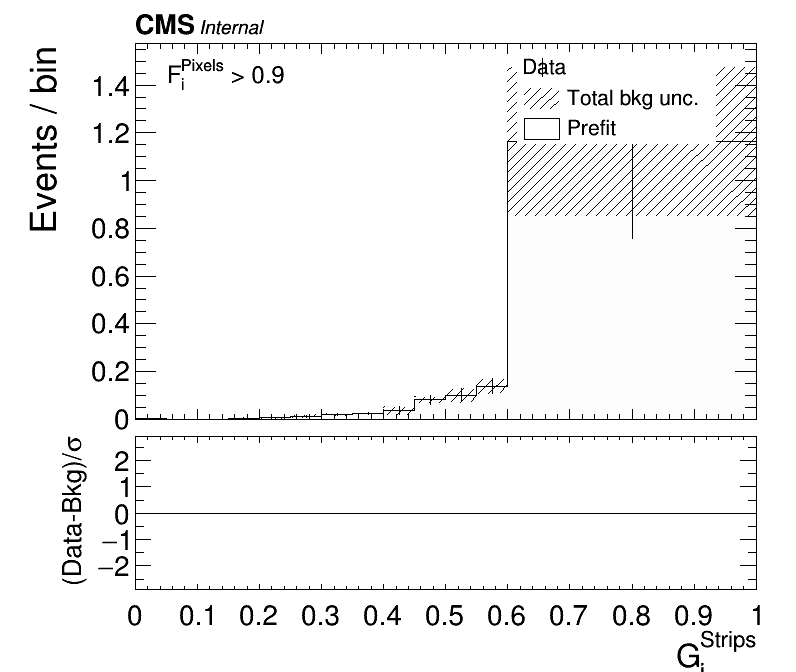 CMS Internal
F_i^Pixels > 0.9
Data
Total bkg unc.
Prefit
Events / bin
1.4
1.2
1
0.8
0.6
0.4
0.2
0
(Data-Bkg)/σ
2
1
0
−1
−2
0 0.1 0.2 0.3 0.4 0.5 0.6 0.7 0.8 0.9 1
G_i^Strips